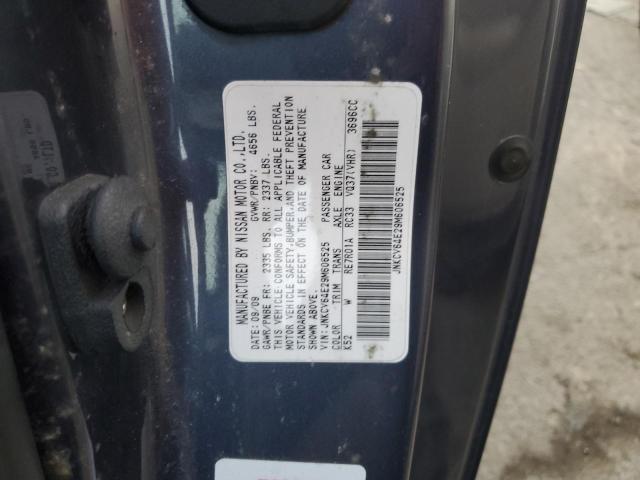 MANUFACTURED BY NISSAN MOTOR CO.,LTD.
DATE: 09/09 GVWR/PNBV: 4656 LBS.
GAWR/PNBE FR: 2335 LBS. RR: 2337 LBS.
THIS VEHICLE CONFORMS TO ALL APPLICABLE FEDERAL
MOTOR VEHICLE SAFETY,BUMPER,AND THEFT PREVENTION
STANDARDS IN EFFECT ON THE DATE OF MANUFACTURE
SHOWN ABOVE.
VIN: JNKCV64E29M606525 PASSENGER CAR
COLOR TRIM TRANS AXLE ENGINE
K52 W RE7R01A RC33 VQ37(VHR) 3696CC
JNKCV64E29M606525